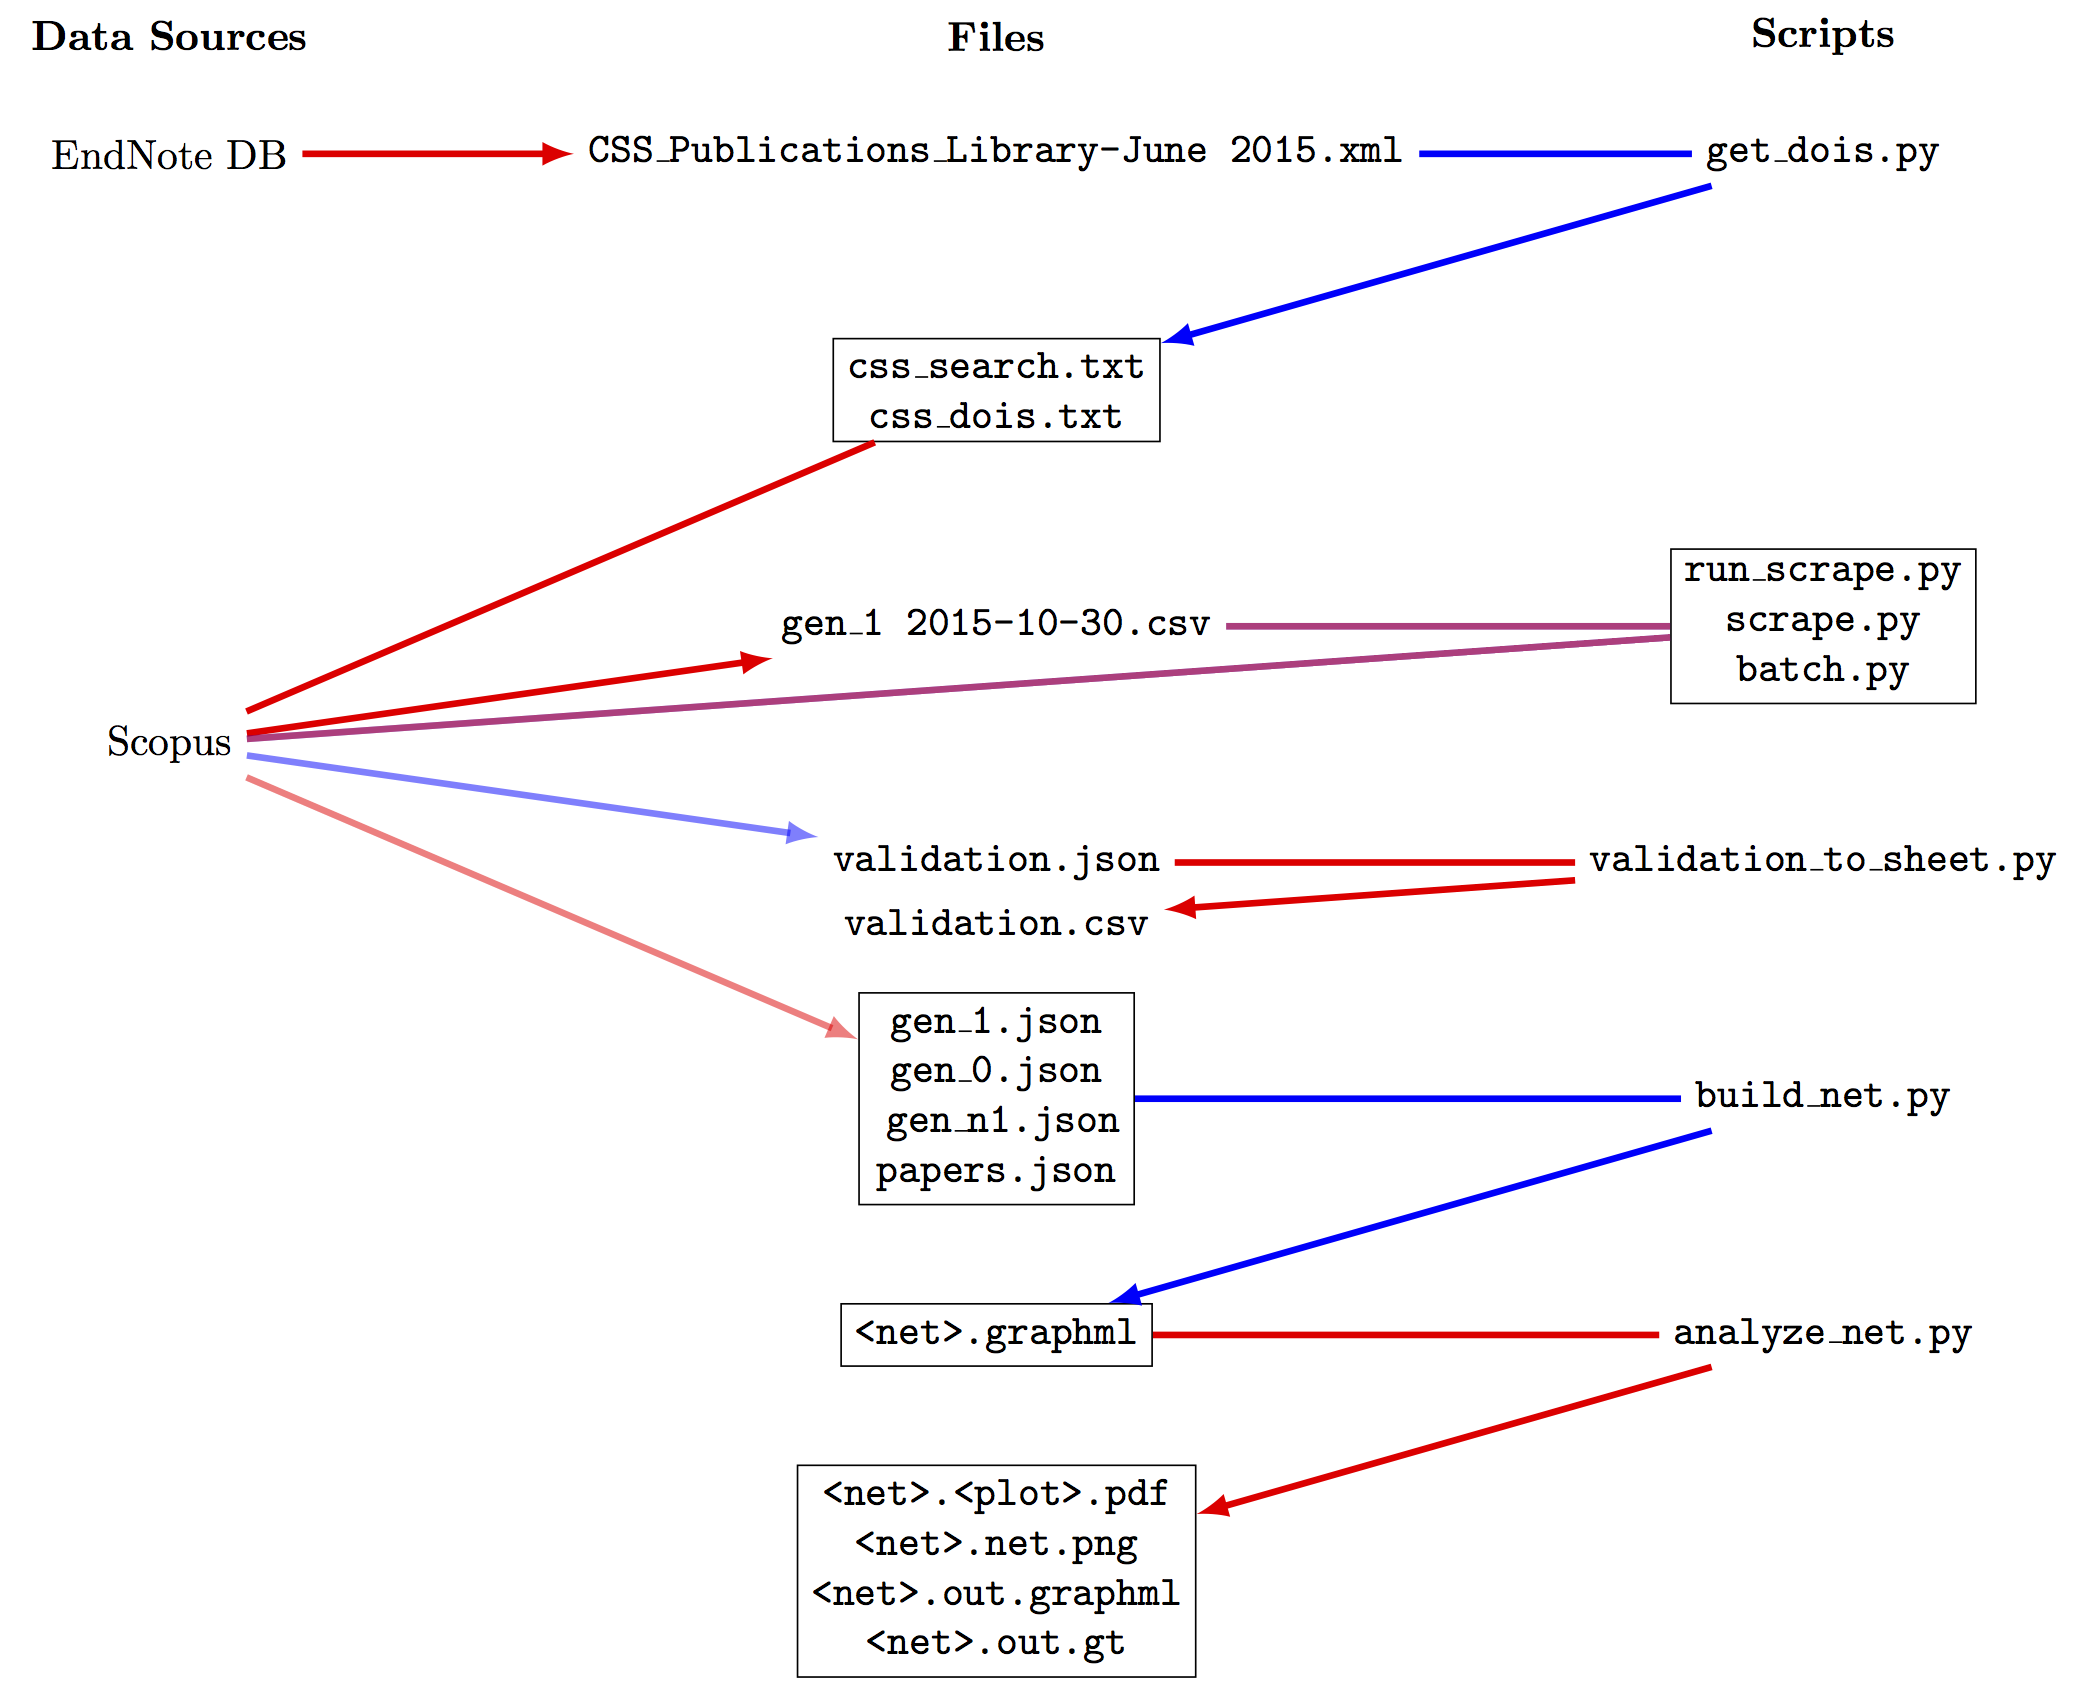 Data Sources
Files
Scripts
EndNote DB
CSS_Publications_Library-June 2015.xml
get_dois.py
css_search.txt
css_dois.txt
run_scrape.py
scrape.py
batch.py
gen_1 2015-10-30.csv
Scopus
validation.json
validation_to_sheet.py
validation.csv
gen_1.json
gen_0.json
gen_n1.json
papers.json
build_net.py
<net>.graphml
analyze_net.py
<net>.<plot>.pdf
<net>.net.png
<net>.out.graphml
<net>.out.gt